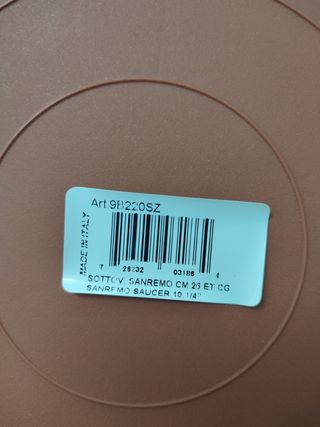 Art 9B220SZ
MADE IN ITALY
7 26232 03186 4
SOTTOV. SANREMO CM 26 ET CG
SANREMO SAUCER 10,1/4"